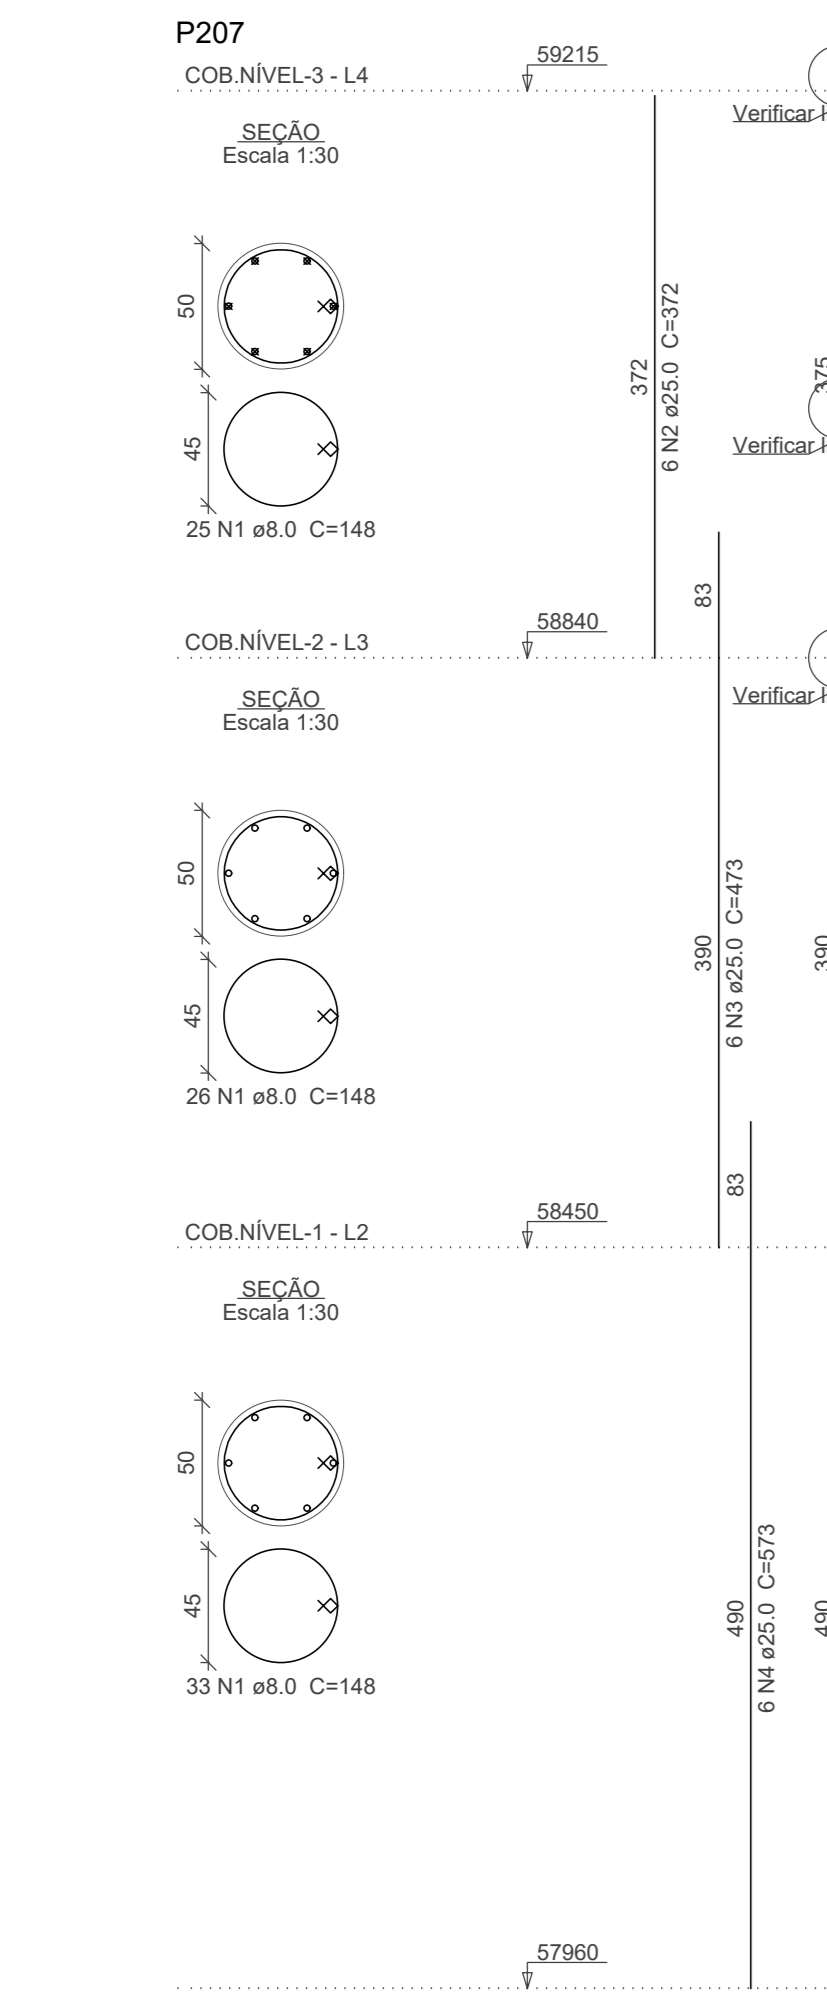 P207
COB.NÍVEL-3 - L4
59215
Verificar
SEÇÃO
Escala 1:30
50
372
6 N2 ø25.0 C=372
375
45
Verificar
25 N1 ø8.0 C=148
83
COB.NÍVEL-2 - L3
58840
Verificar
SEÇÃO
Escala 1:30
50
390
6 N3 ø25.0 C=473
390
45
26 N1 ø8.0 C=148
83
COB.NÍVEL-1 - L2
58450
SEÇÃO
Escala 1:30
50
490
6 N4 ø25.0 C=573
490
45
33 N1 ø8.0 C=148
57960